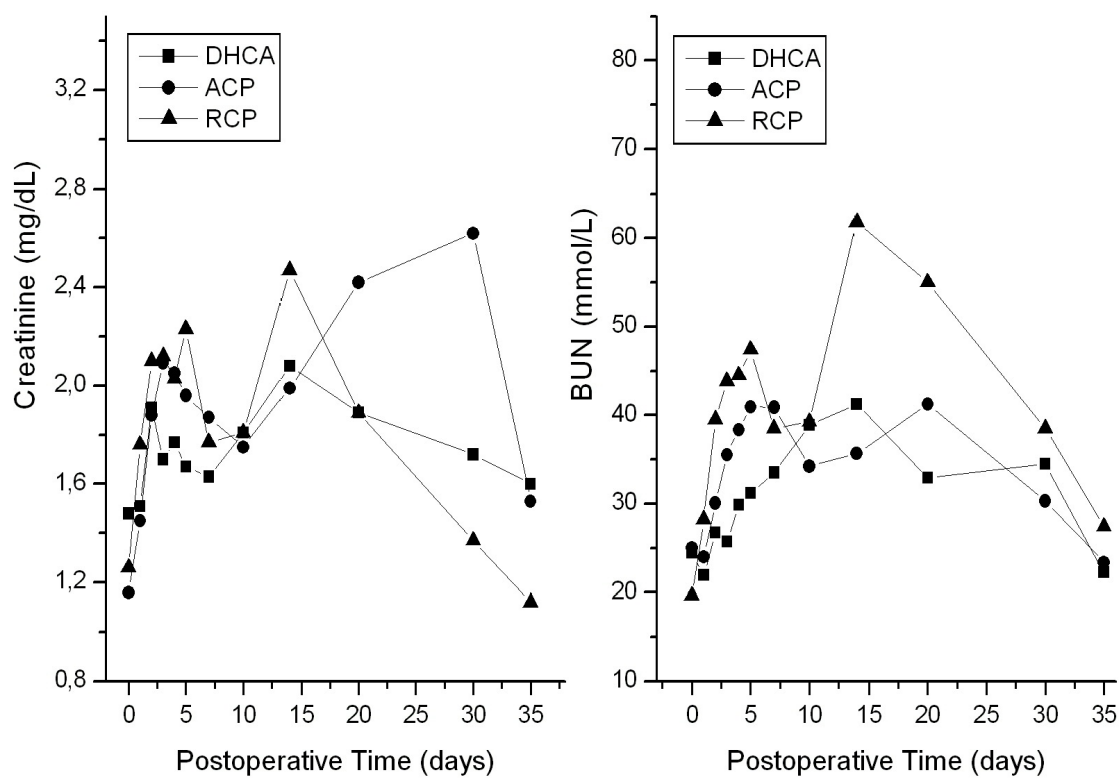 DHCA
ACP
RCP
Creatinine (mg/dL)
3,2
2,8
2,4
2,0
1,6
1,2
0,8
0 5 10 15 20 25 30 35
Postoperative Time (days)
DHCA
ACP
RCP
BUN (mmol/L)
80
70
60
50
40
30
20
10
0 5 10 15 20 25 30 35
Postoperative Time (days)